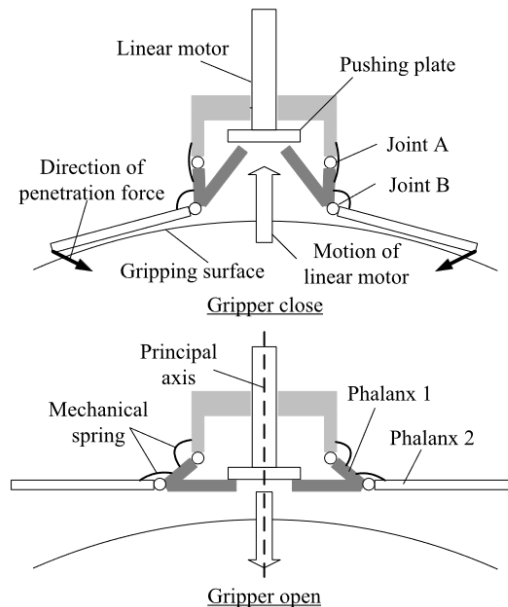 Linear motor
Pushing plate
Joint A
Direction of
penetration force
Joint B
Gripping surface
Motion of
linear motor
Gripper close
Principal
axis
Mechanical
spring
Phalanx 1
Phalanx 2
Gripper open